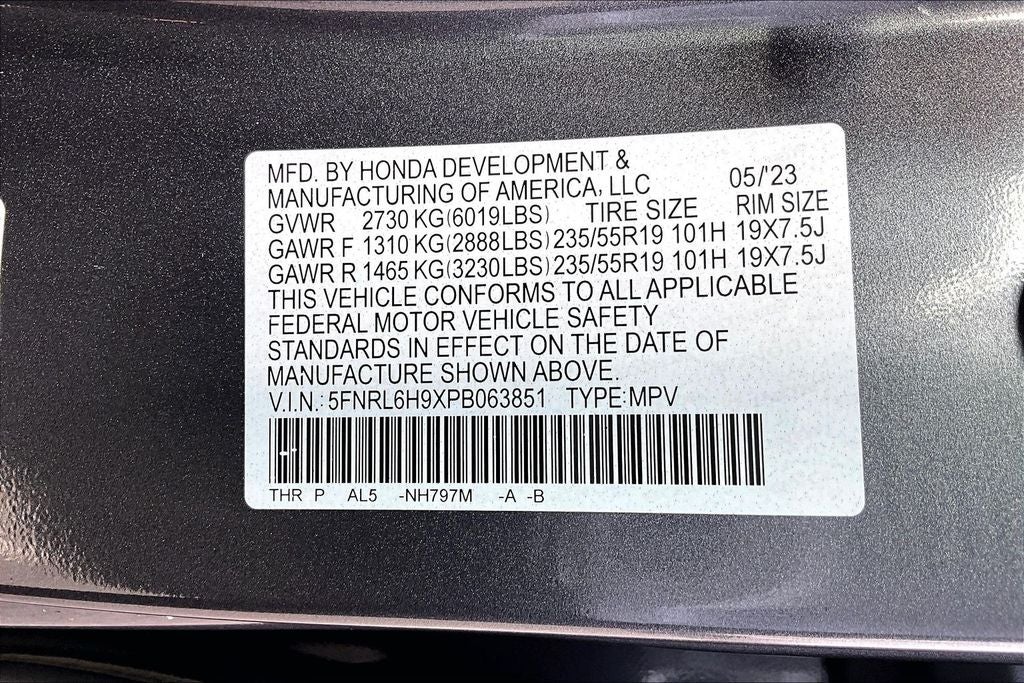 MFD. BY HONDA DEVELOPMENT &
MANUFACTURING OF AMERICA, LLC 05/'23
GVWR 2730 KG(6019LBS) TIRE SIZE RIM SIZE
GAWR F 1310 KG(2888LBS) 235/55R19 101H 19X7.5J
GAWR R 1465 KG(3230LBS) 235/55R19 101H 19X7.5J
THIS VEHICLE CONFORMS TO ALL APPLICABLE
FEDERAL MOTOR VEHICLE SAFETY
STANDARDS IN EFFECT ON THE DATE OF
MANUFACTURE SHOWN ABOVE.
V.I.N.: 5FNRL6H9XPB063851 TYPE:MPV
THR P AL5 -NH797M -A -B